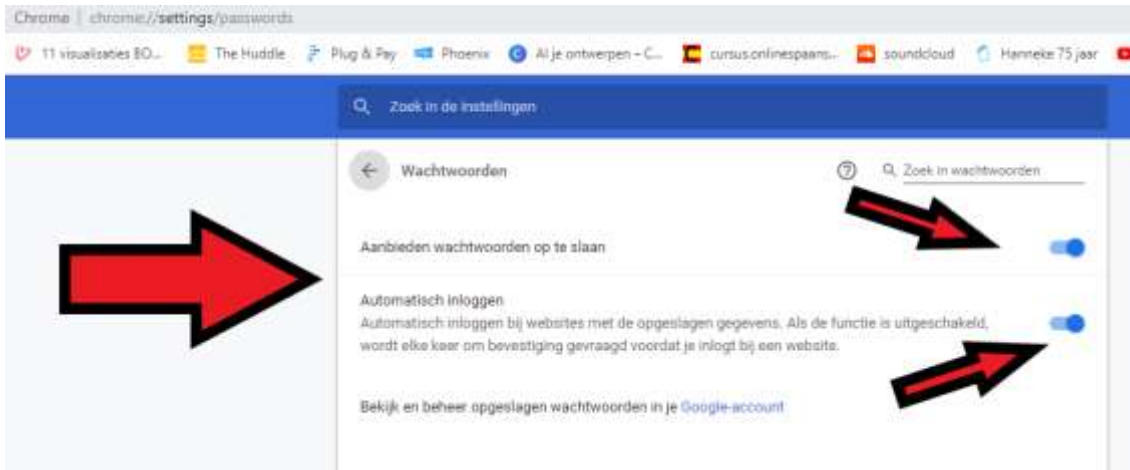 Chrome | chrome://settings/passwords
11 visualisaties BO... The Huddle Plug & Pay Phoenix Al je ontwerpen – C... cursus.onlinespaans... soundcloud Hanneke 75 jaar
Zoek in de instellingen
Wachtwoorden
Zoek in wachtwoorden
Aanbieden wachtwoorden op te slaan
Automatisch inloggen
Automatisch inloggen bij websites met de opgeslagen gegevens. Als de functie is uitgeschakeld,
wordt elke keer om bevestiging gevraagd voordat je inlogt bij een website.
Bekijk en beheer opgeslagen wachtwoorden in je Google-account